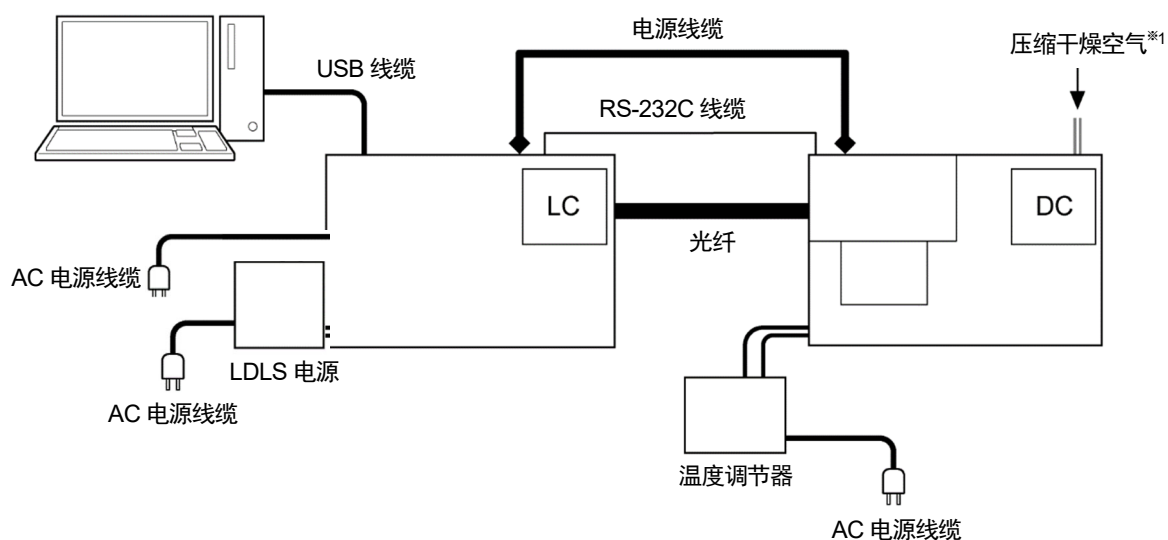 电源线缆
压缩干燥空气※1
USB 线缆
RS-232C 线缆
LC
DC
光纤
AC 电源线缆
LDLS 电源
AC 电源线缆
温度调节器
AC 电源线缆